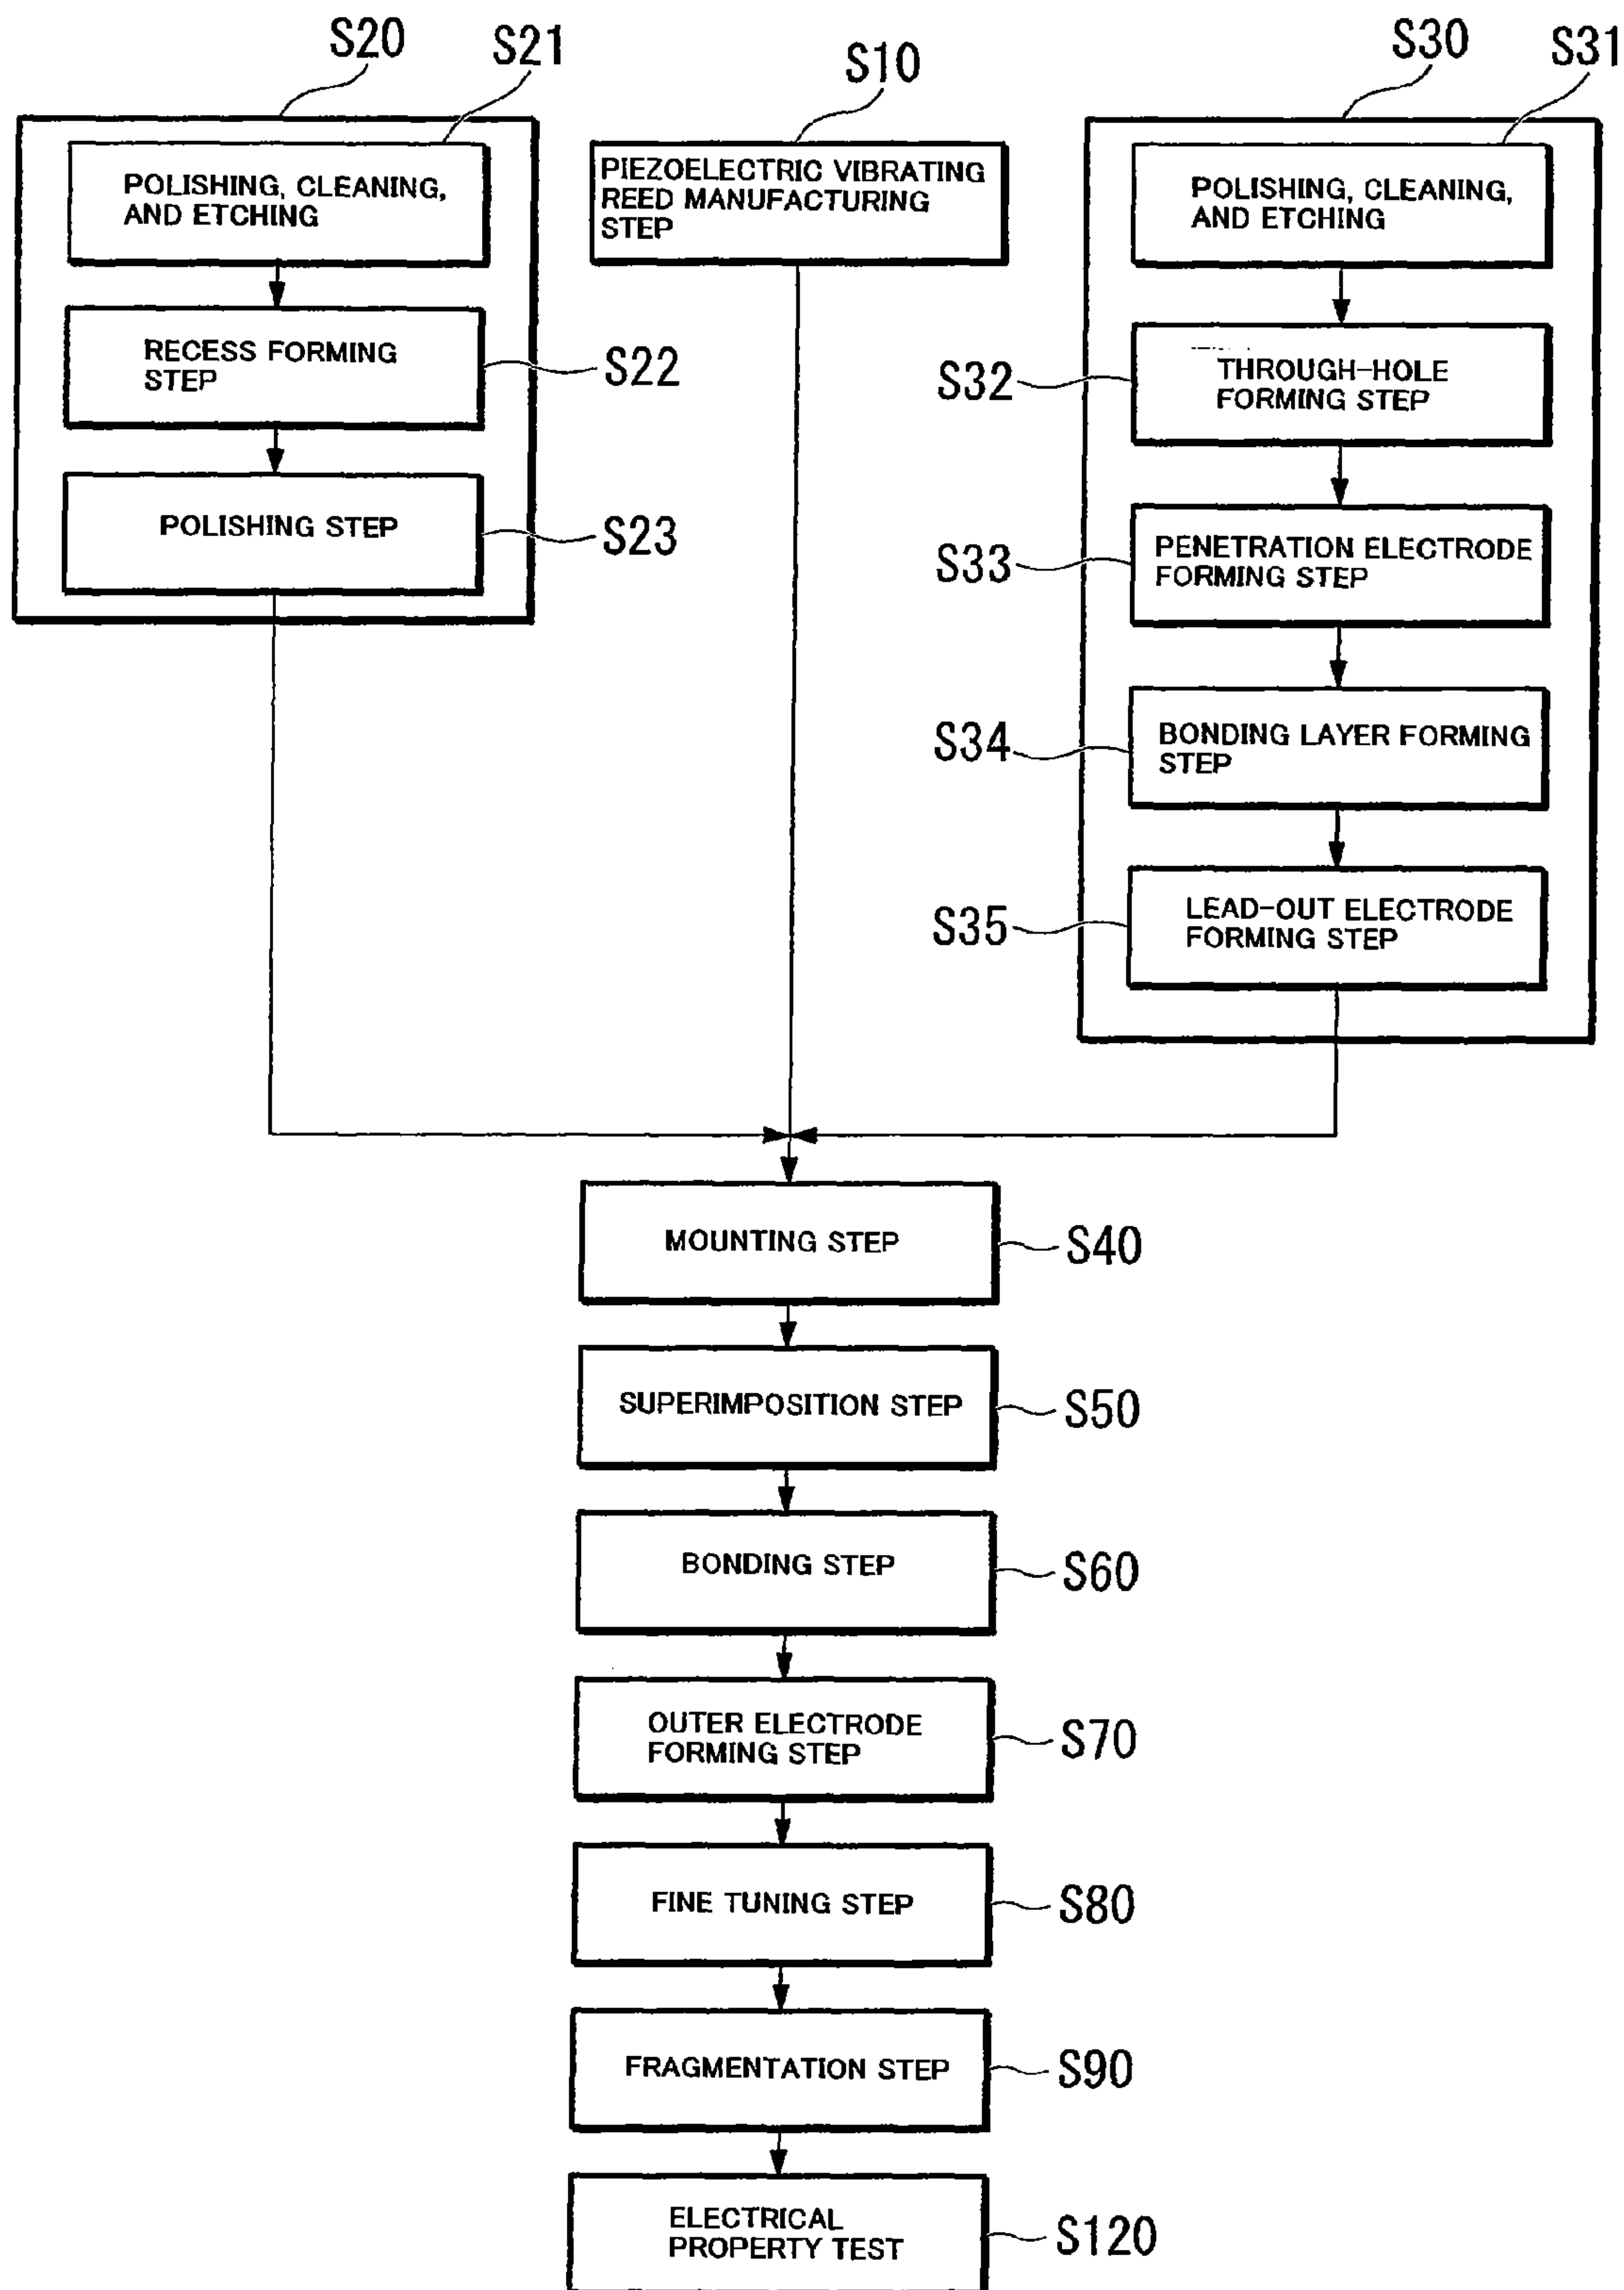 S20
S21
POLISHING, CLEANING,
AND ETCHING
RECESS FORMING
STEP
S22
POLISHING STEP
S23
S10
PIEZOELECTRIC VIBRATING
REED MANUFACTURING
STEP
S30
S31
POLISHING, CLEANING,
AND ETCHING
S32
THROUGH-HOLE
FORMING STEP
S33
PENETRATION ELECTRODE
FORMING STEP
S34
BONDING LAYER FORMING
STEP
S35
LEAD-OUT ELECTRODE
FORMING STEP
MOUNTING STEP
S40
SUPERIMPOSITION STEP
S50
BONDING STEP
S60
OUTER ELECTRODE
FORMING STEP
S70
FINE TUNING STEP
S80
FRAGMENTATION STEP
S90
ELECTRICAL
PROPERTY TEST
S120